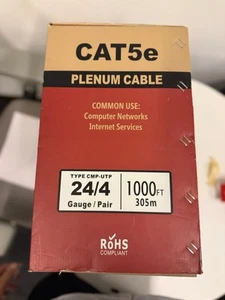 CAT5e
PLENUM CABLE
COMMON USE:
Computer Networks
Internet Services
TYPE CMP-UTP
24/4
Gauge / Pair
1000FT
305m
RoHS
COMPLIANT